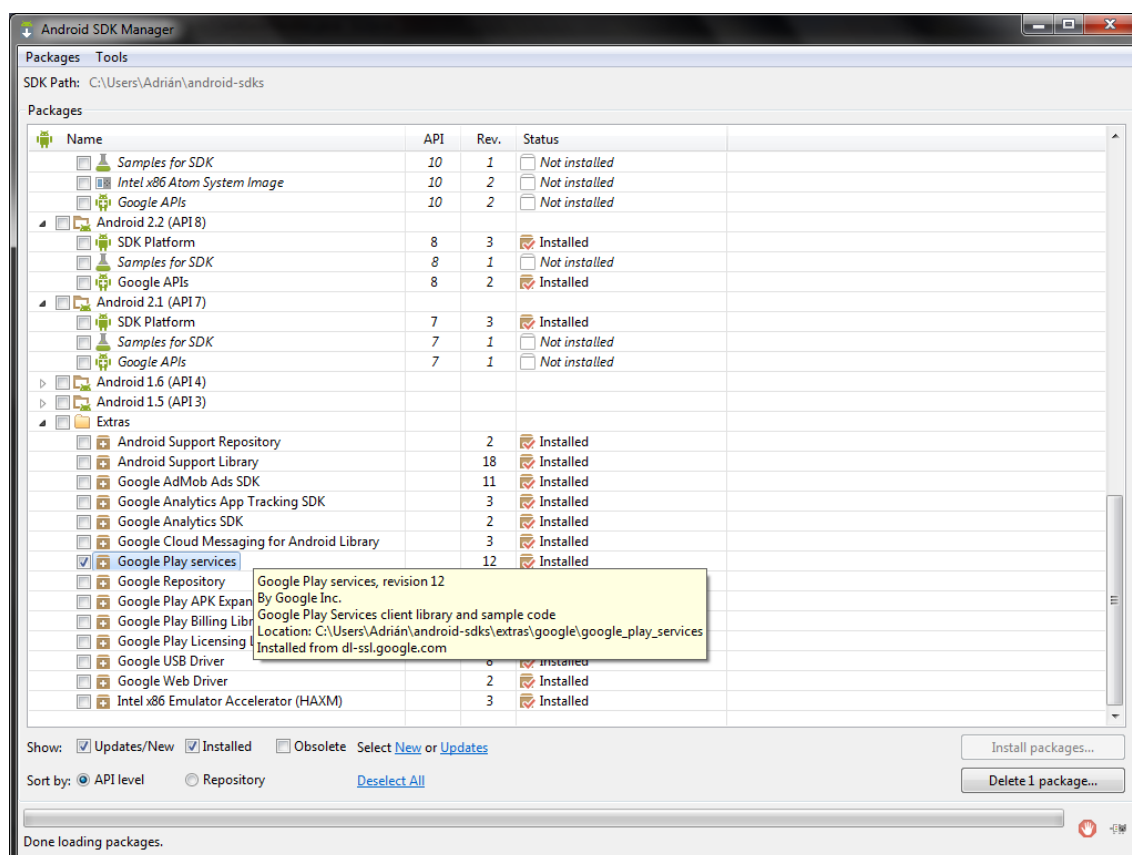 Android SDK Manager
Packages Tools
SDK Path: C:\Users\Adrián\android-sdks
Packages
Name API Rev. Status
Samples for SDK 10 1 Not installed
Intel x86 Atom System Image 10 2 Not installed
Google APIs 10 2 Not installed
Android 2.2 (API 8)
SDK Platform 8 3 Installed
Samples for SDK 8 1 Not installed
Google APIs 8 2 Installed
Android 2.1 (API 7)
SDK Platform 7 3 Installed
Samples for SDK 7 1 Not installed
Google APIs 7 1 Not installed
Android 1.6 (API 4)
Android 1.5 (API 3)
Extras
Android Support Repository 2 Installed
Android Support Library 18 Installed
Google AdMob Ads SDK 11 Installed
Google Analytics App Tracking SDK 3 Installed
Google Analytics SDK 2 Installed
Google Cloud Messaging for Android Library 3 Installed
Google Play services 12 Installed
Google Repository
Google Play APK Expan
Google Play Billing Libr
Google Play Licensing L
Google Play services, revision 12
By Google Inc.
Google Play Services client library and sample code
Location: C:\Users\Adrián\android-sdks\extras\google\google_play_services
Installed from dl-ssl.google.com
Google USB Driver 8 Installed
Google Web Driver 2 Installed
Intel x86 Emulator Accelerator (HAXM) 3 Installed
Show: Updates/New Installed Obsolete Select New or Updates Install packages...
Sort by: API level Repository Deselect All Delete 1 package...
Done loading packages.